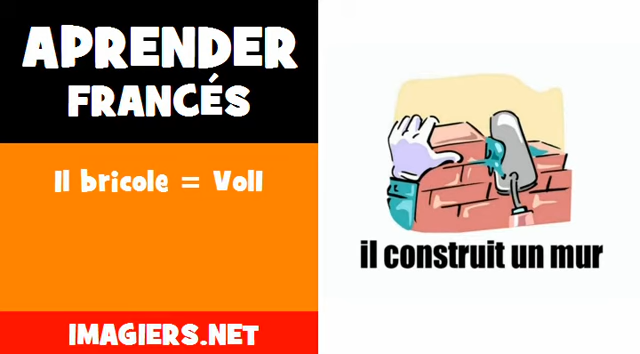 APRENDER
FRANCÉS
Il bricole = Voll
IMAGIERS.NET
il construit un mur